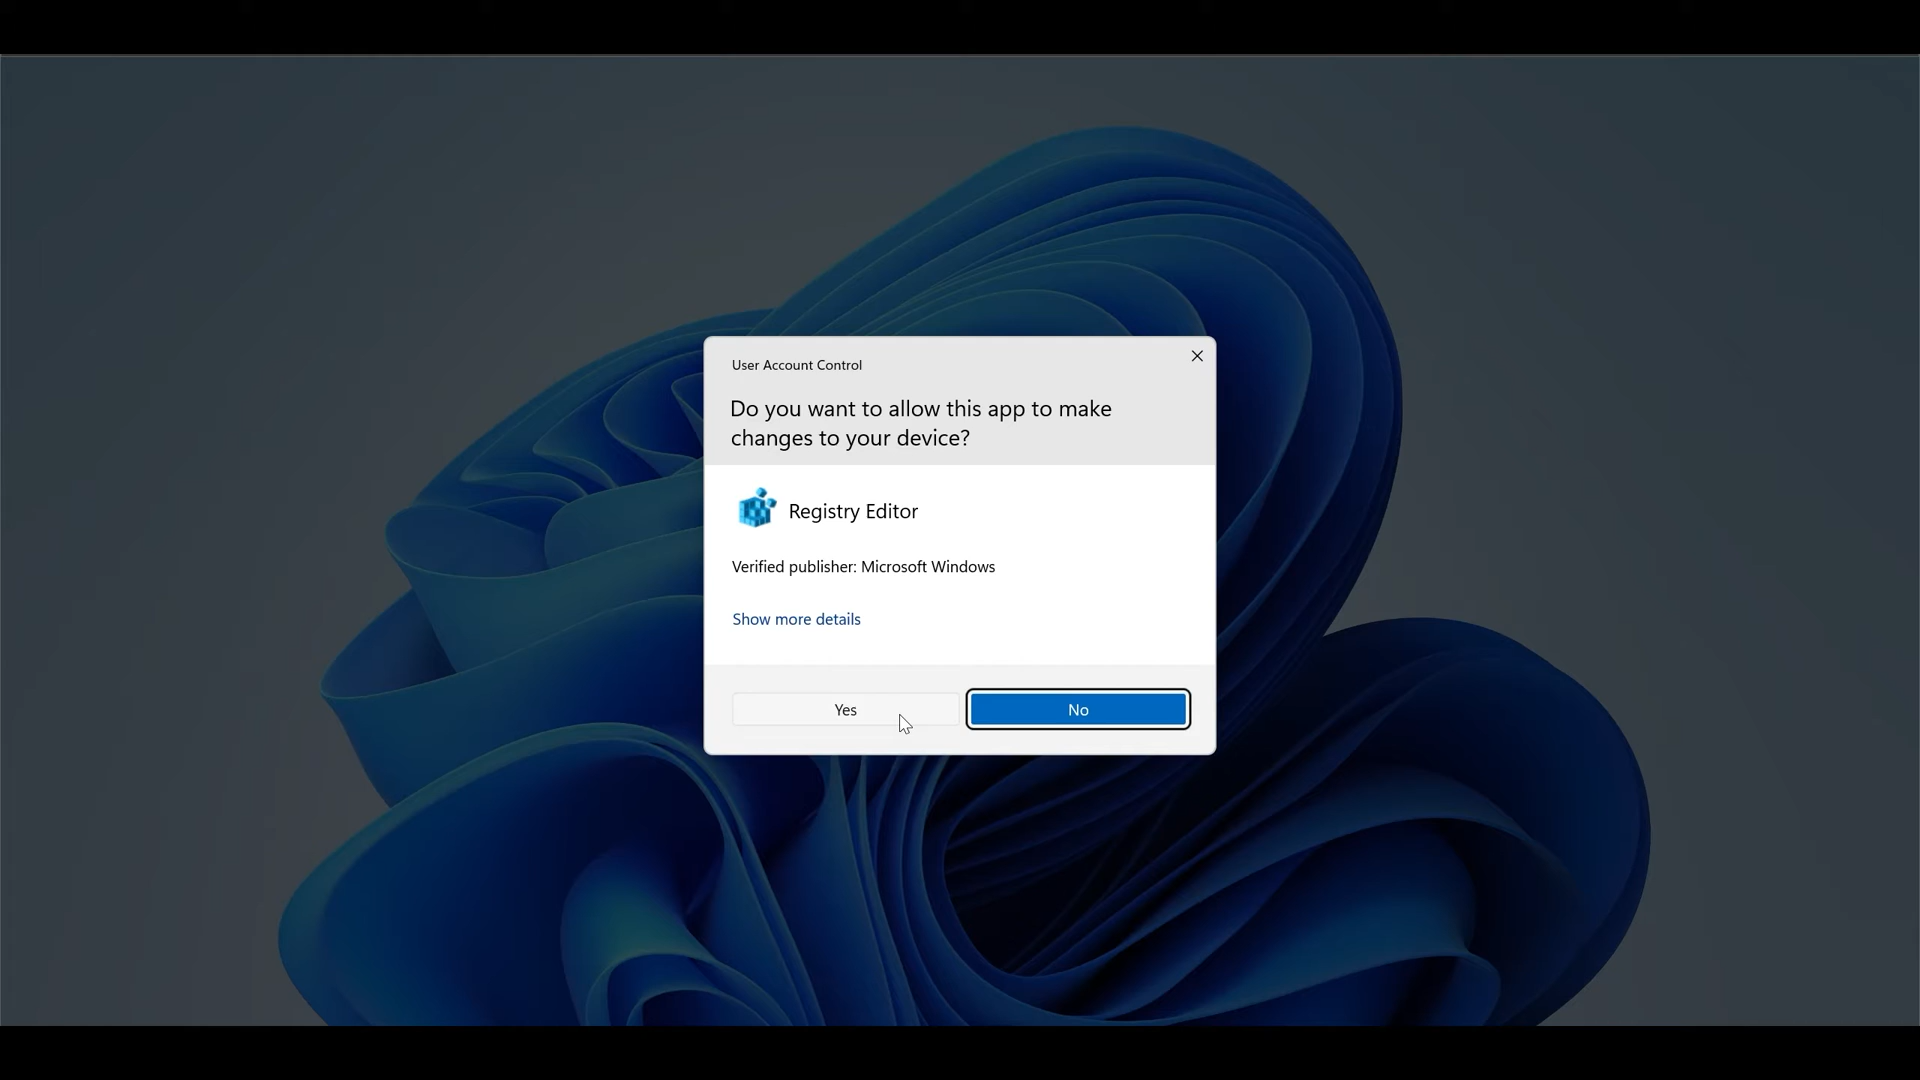 User Account Control
Do you want to allow this app to make
changes to your device?
Registry Editor
Verified publisher: Microsoft Windows
Show more details
Yes
No